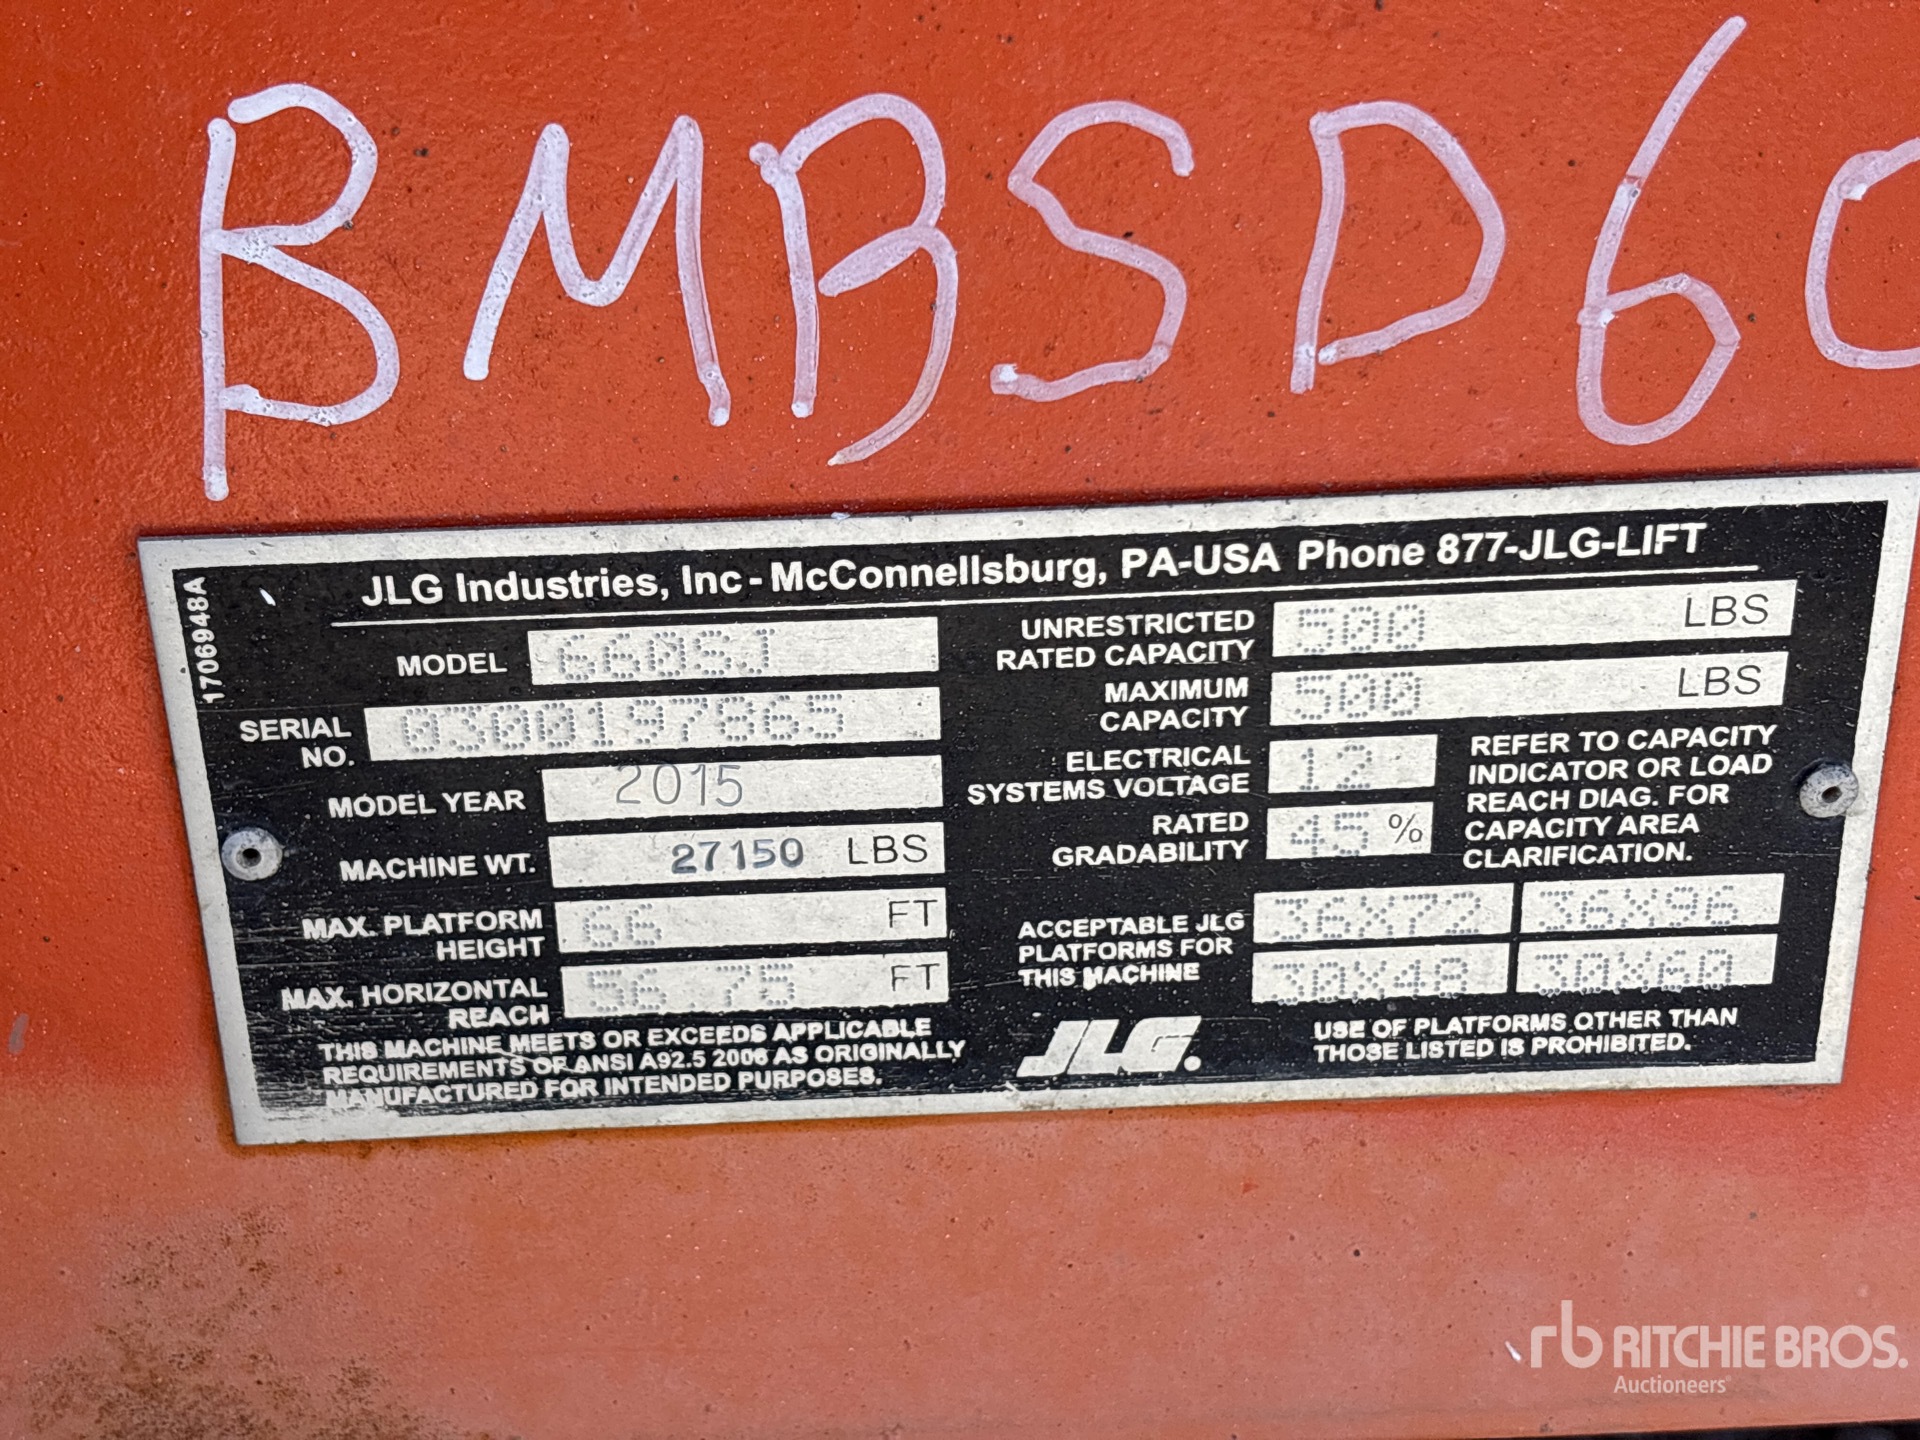 BMBSD60
JLG Industries, Inc - McConnellsburg, PA-USA Phone 877-JLG-LIFT
1706948A
MODEL 660SJ
SERIAL NO. 0300197865
MODEL YEAR 2015
MACHINE WT. 27150 LBS
MAX. PLATFORM HEIGHT 66 FT
MAX. HORIZONTAL REACH 56.75 FT
THIS MACHINE MEETS OR EXCEEDS APPLICABLE
REQUIREMENTS OF ANSI A92.5 2006 AS ORIGINALLY
MANUFACTURED FOR INTENDED PURPOSES.
UNRESTRICTED RATED CAPACITY 500 LBS
MAXIMUM CAPACITY 500 LBS
ELECTRICAL SYSTEMS VOLTAGE 12
RATED GRADABILITY 45 %
REFER TO CAPACITY
INDICATOR OR LOAD
REACH DIAG. FOR
CAPACITY AREA
CLARIFICATION.
ACCEPTABLE JLG
PLATFORMS FOR
THIS MACHINE
36X72 36X96
30X48 30X60
JLG.
USE OF PLATFORMS OTHER THAN
THOSE LISTED IS PROHIBITED.
rb RITCHIE BROS.
Auctioneers